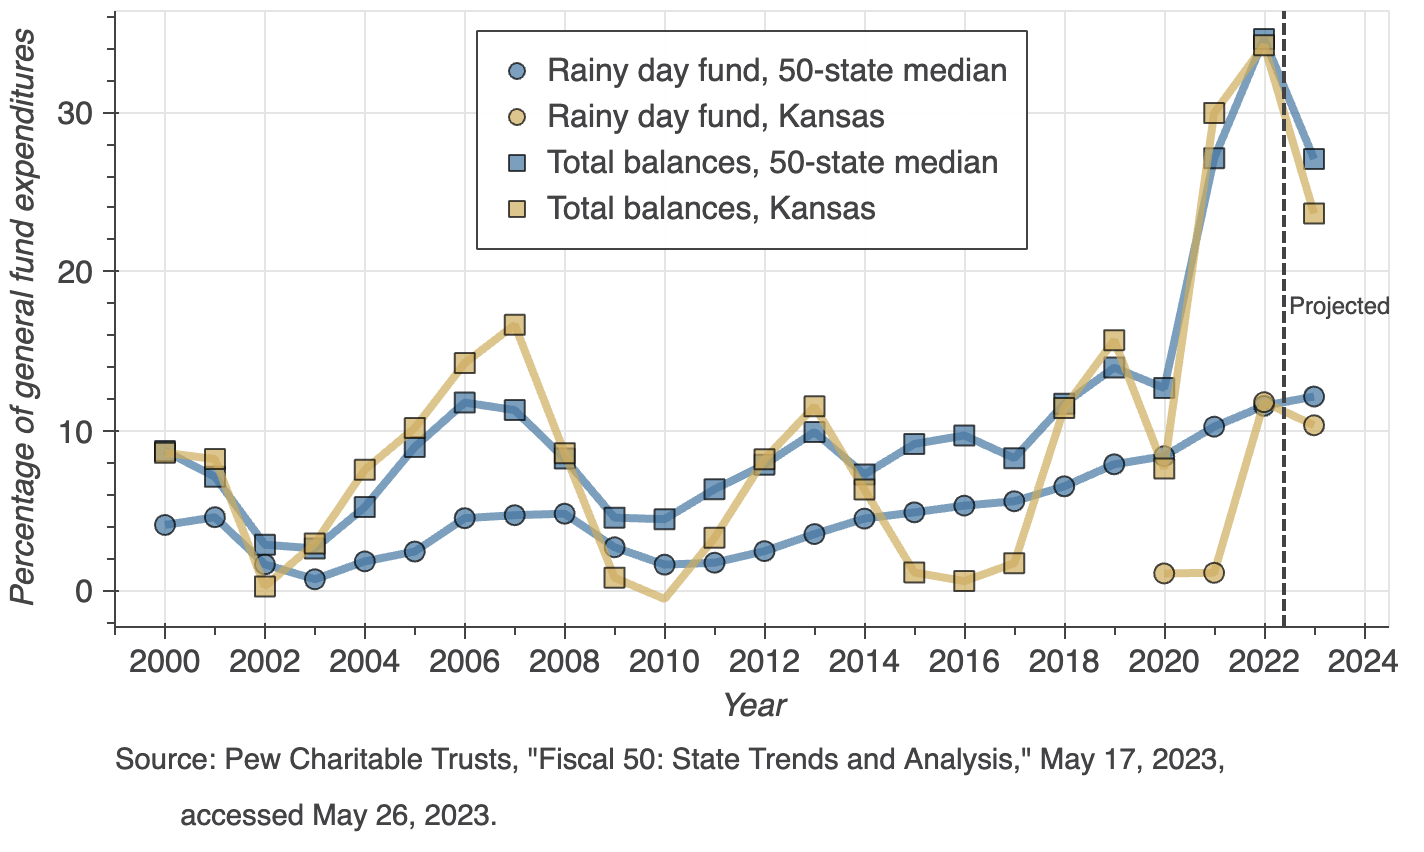 Percentage of general fund expenditures
30
20
10
0
Rainy day fund, 50-state median
Rainy day fund, Kansas
Total balances, 50-state median
Total balances, Kansas
Projected
2000 2002 2004 2006 2008 2010 2012 2014 2016 2018 2020 2022 2024
Year
Source: Pew Charitable Trusts, "Fiscal 50: State Trends and Analysis," May 17, 2023,
accessed May 26, 2023.